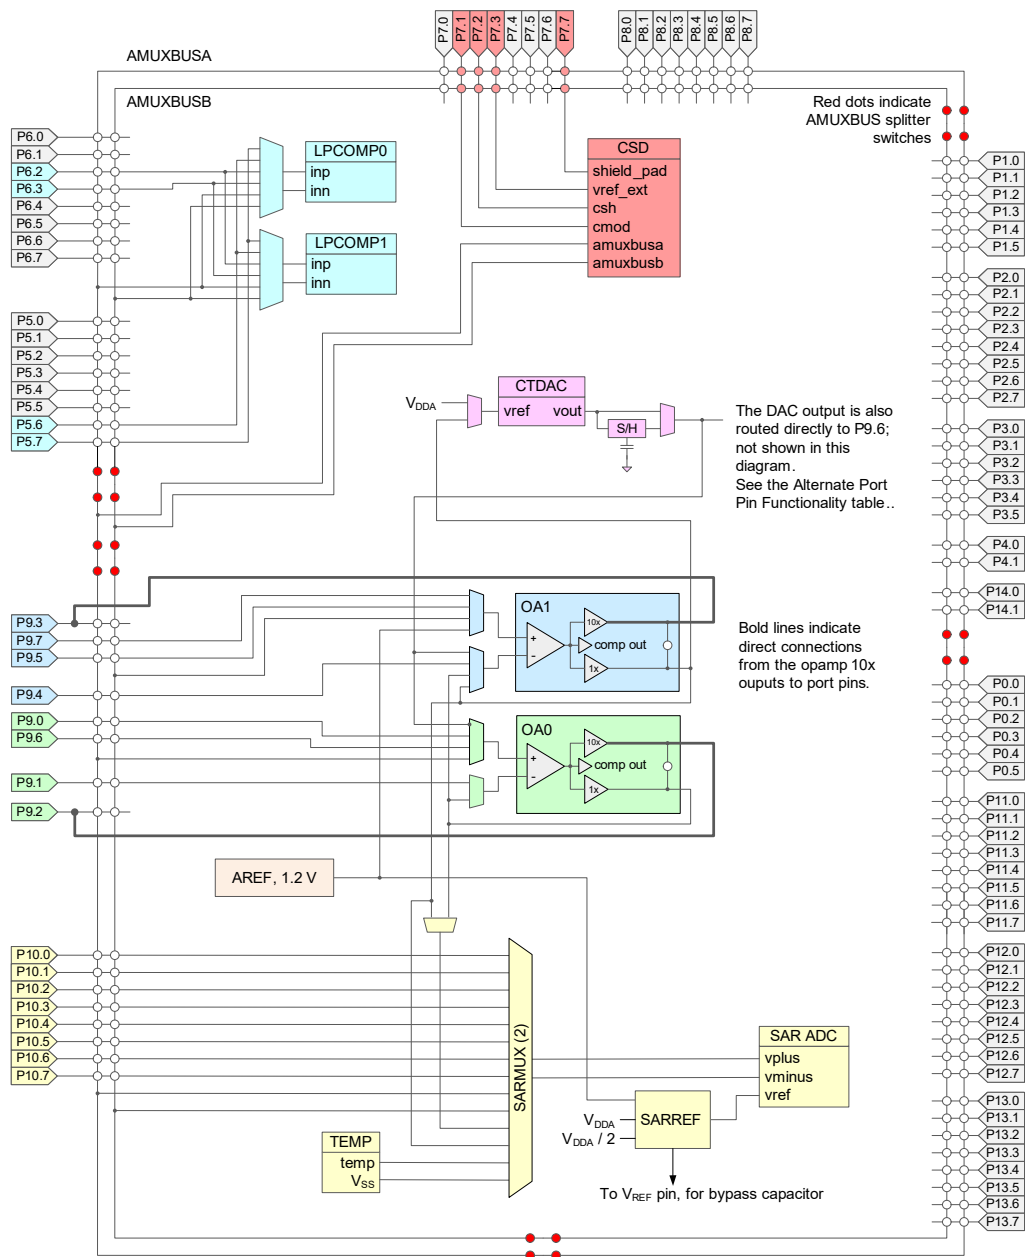 P7.0
P7.1
P7.2
P7.3
P7.4
P7.5
P7.6
P7.7
P8.0
P8.1
P8.2
P8.3
P8.4
P8.5
P8.6
P8.7
AMUXBUSA
AMUXBUSB
Red dots indicate
AMUXBUS splitter
switches
P6.0
P6.1
P6.2
P6.3
P6.4
P6.5
P6.6
P6.7
LPCOMP0
inp
inn
LPCOMP1
inp
inn
CSD
shield_pad
vref_ext
csh
cmod
amuxbusa
amuxbusb
P1.0
P1.1
P1.2
P1.3
P1.4
P1.5
P2.0
P2.1
P2.2
P2.3
P2.4
P2.5
P2.6
P2.7
P5.0
P5.1
P5.2
P5.3
P5.4
P5.5
P5.6
P5.7
CTDAC
VDDA
vref vout
S/H
The DAC output is also
routed directly to P9.6;
not shown in this
diagram.
See the Alternate Port
Pin Functionality table..
P3.0
P3.1
P3.2
P3.3
P3.4
P3.5
P4.0
P4.1
P14.0
P14.1
P9.3
P9.7
P9.5
P9.4
P9.0
P9.6
P9.1
P9.2
OA1
+
-
10x
comp out
1x
Bold lines indicate
direct connections
from the opamp 10x
ouputs to port pins.
OA0
+
-
10x
comp out
1x
P0.0
P0.1
P0.2
P0.3
P0.4
P0.5
P11.0
P11.1
P11.2
P11.3
P11.4
P11.5
P11.6
P11.7
AREF, 1.2 V
P10.0
P10.1
P10.2
P10.3
P10.4
P10.5
P10.6
P10.7
SARMUX (2)
SAR ADC
vplus
vminus
vref
P12.0
P12.1
P12.2
P12.3
P12.4
P12.5
P12.6
P12.7
P13.0
P13.1
P13.2
P13.3
P13.4
P13.5
P13.6
P13.7
TEMP
temp
VSS
VDDA
VDDA / 2
SARREF
To VREF pin, for bypass capacitor